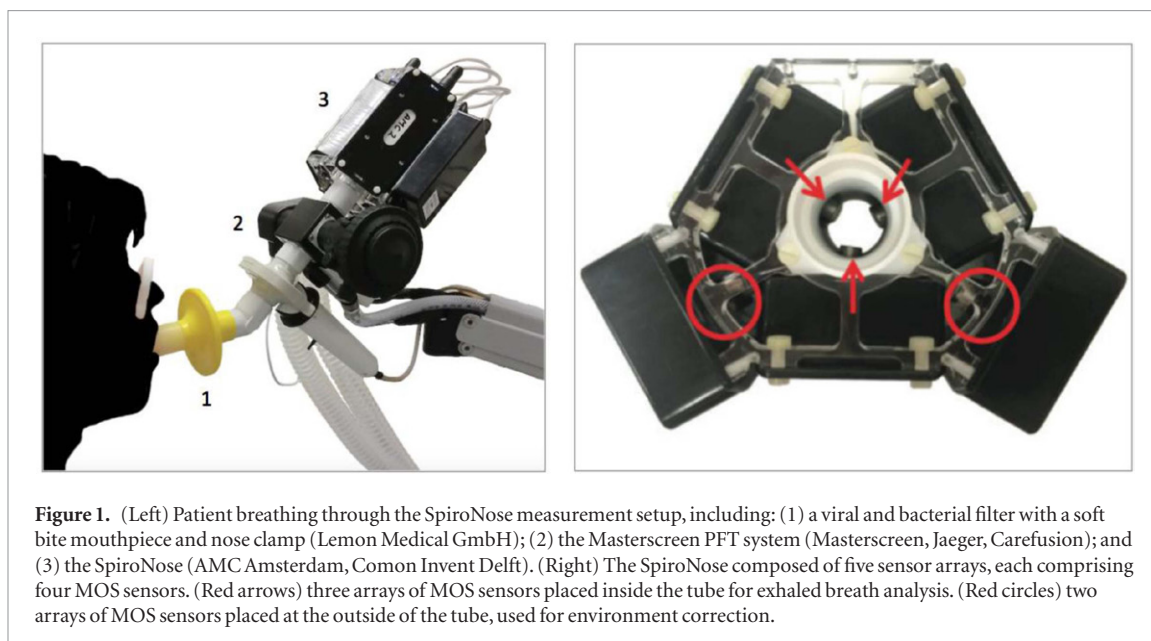 3
AMC 2
2
1
Figure 1. (Left) Patient breathing through the SpiroNose measurement setup, including: (1) a viral and bacterial filter with a soft
bite mouthpiece and nose clamp (Lemon Medical GmbH); (2) the Masterscreen PFT system (Masterscreen, Jaeger, Carefusion); and
(3) the SpiroNose (AMC Amsterdam, Comon Invent Delft). (Right) The SpiroNose composed of five sensor arrays, each comprising
four MOS sensors. (Red arrows) three arrays of MOS sensors placed inside the tube for exhaled breath analysis. (Red circles) two
arrays of MOS sensors placed at the outside of the tube, used for environment correction.